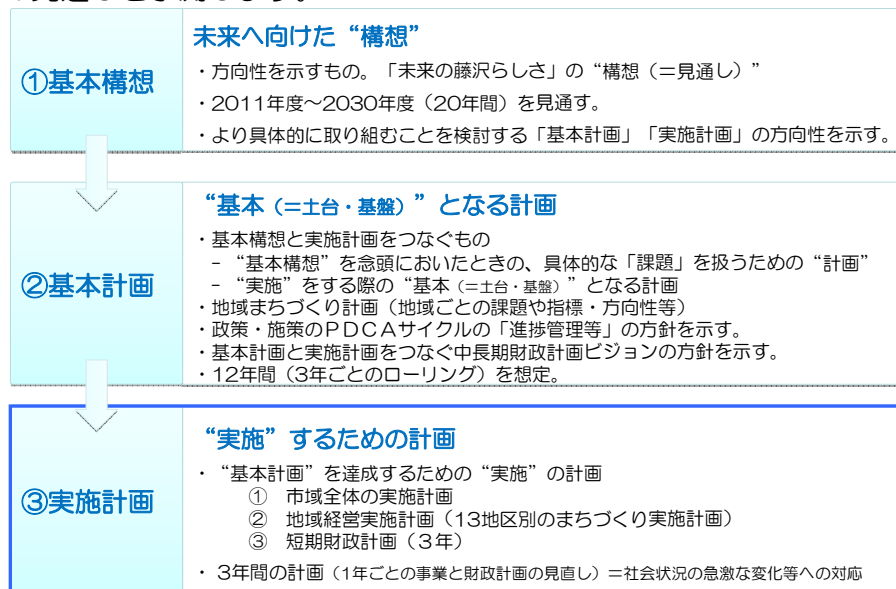 ①基本構想
未来へ向けた“構想”
・方向性を示すもの。「未来の藤沢らしさ」の“構想（＝見通し）”
・2011年度～2030年度（20年間）を見通す。
・より具体的に取り組むことを検討する「基本計画」「実施計画」の方向性を示す。
②基本計画
“基本（＝土台・基盤）”となる計画
・基本構想と実施計画をつなぐもの
－“基本構想”を念頭においたときの、具体的な「課題」を扱うための“計画”
－“実施”をする際の“基本（＝土台・基盤）”となる計画
・地域まちづくり計画（地域ごとの課題や指標・方向性等）
・政策・施策のＰＤＣＡサイクルの「進捗管理等」の方針を示す。
・基本計画と実施計画をつなぐ中長期財政計画ビジョンの方針を示す。
・12年間（3年ごとのローリング）を想定。
③実施計画
“実施”するための計画
・“基本計画”を達成するための“実施”の計画
① 市域全体の実施計画
② 地域経営実施計画（13地区別のまちづくり実施計画）
③ 短期財政計画（3年）
・3年間の計画（1年ごとの事業と財政計画の見直し）＝社会状況の急激な変化等への対応